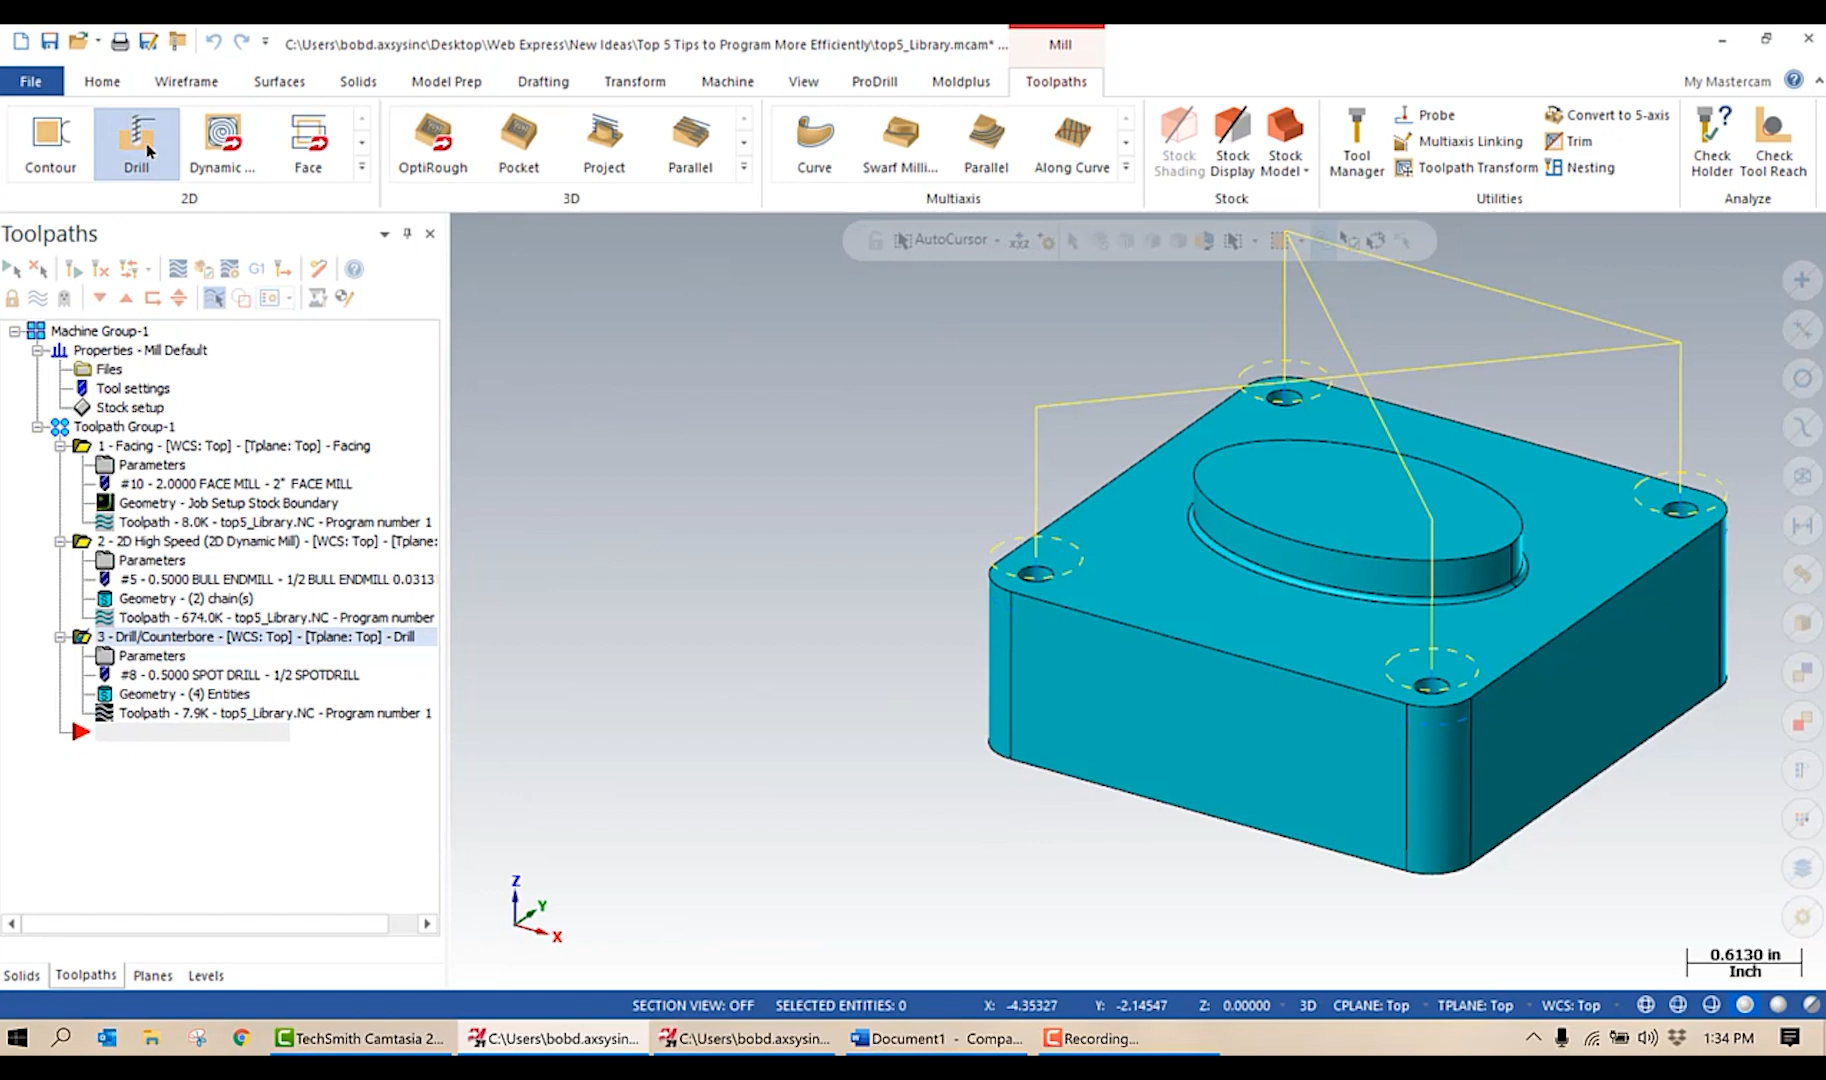 C:\Users\bobd.axsysinc\Desktop\Web Express\New Ideas\Top 5 Tips to Program More Efficiently\top5_Library.mcam* ...
Mill
File Home Wireframe Surfaces Solids Model Prep Drafting Transform Machine View ProDrill Moldplus Toolpaths My Mastercam
Contour Drill Dynamic ... Face
2D
OptiRough Pocket Project Parallel
3D
Curve Swarf Milli... Parallel Along Curve
Multiaxis
Stock Shading
Stock Display
Stock Model
Stock
Tool Manager
Probe
Multiaxis Linking
Toolpath Transform
Convert to 5-axis
Trim
Nesting
Utilities
Check Holder
Check Tool Reach
Analyze
Toolpaths
G1
AutoCursor
Machine Group-1
Properties - Mill Default
Files
Tool settings
Stock setup
Toolpath Group-1
1 - Facing - [WCS: Top] - [Tplane: Top] - Facing
Parameters
#10 - 2.0000 FACE MILL - 2" FACE MILL
Geometry - Job Setup Stock Boundary
Toolpath - 8.0K - top5_Library.NC - Program number 1
2 - 2D High Speed (2D Dynamic Mill) - [WCS: Top] - [Tplane:
Parameters
#5 - 0.5000 BULL ENDMILL - 1/2 BULL ENDMILL 0.0313
Geometry - (2) chain(s)
Toolpath - 674.0K - top5_Library.NC - Program number
3 - Drill/Counterbore - [WCS: Top] - [Tplane: Top] - Drill
Parameters
#8 - 0.5000 SPOT DRILL - 1/2 SPOTDRILL
Geometry - (4) Entities
Toolpath - 7.9K - top5_Library.NC - Program number 1
Z
Y
X
0.6130 in
Inch
Solids Toolpaths Planes Levels
SECTION VIEW: OFF SELECTED ENTITIES: 0 X: -4.35327 Y: -2.14547 Z: 0.00000 3D CPLANE: Top TPLANE: Top WCS: Top
TechSmith Camtasia 2... C:\Users\bobd.axsysin... C:\Users\bobd.axsysin... Document1 - Compa... Recording... 1:34 PM